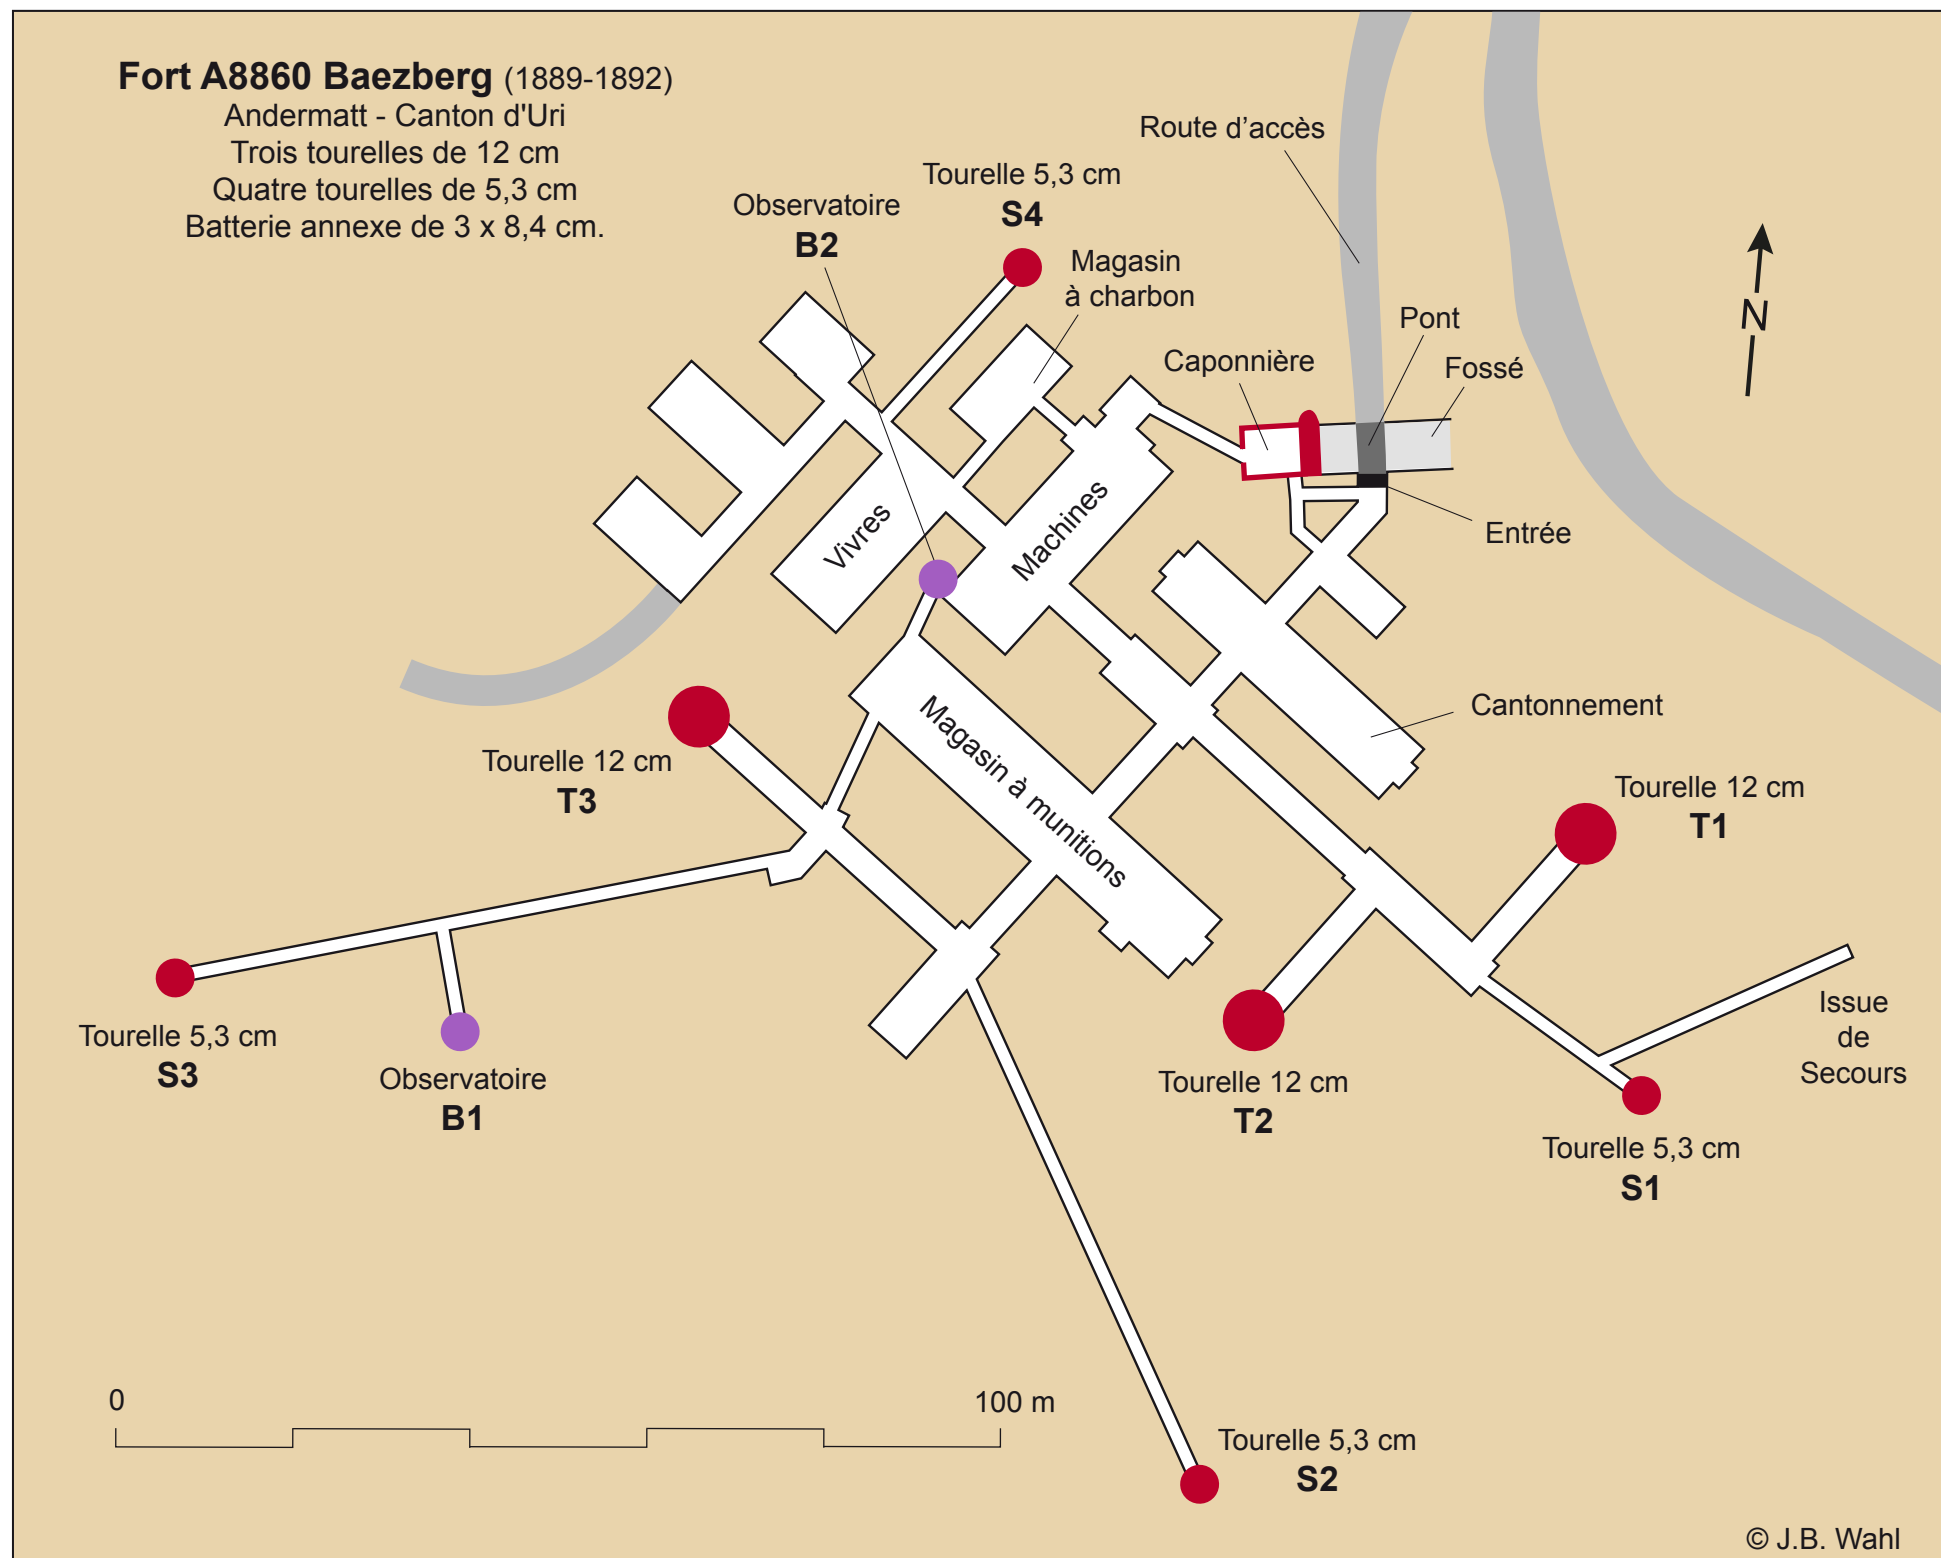 Fort A8860 Baezberg (1889-1892)
Andermatt - Canton d'Uri
Trois tourelles de 12 cm
Quatre tourelles de 5,3 cm
Batterie annexe de 3 x 8,4 cm.
Route d’accès
Tourelle 5,3 cm
S4
Observatoire
B2
Magasin
à charbon
N
Pont
Caponnière
Fossé
Entrée
Vivres
Machines
Cantonnement
Magasin à munitions
Tourelle 12 cm
T3
Tourelle 12 cm
T1
Issue
de
Secours
Tourelle 5,3 cm
S3
Observatoire
B1
Tourelle 12 cm
T2
Tourelle 5,3 cm
S1
0
100 m
Tourelle 5,3 cm
S2
© J.B. Wahl